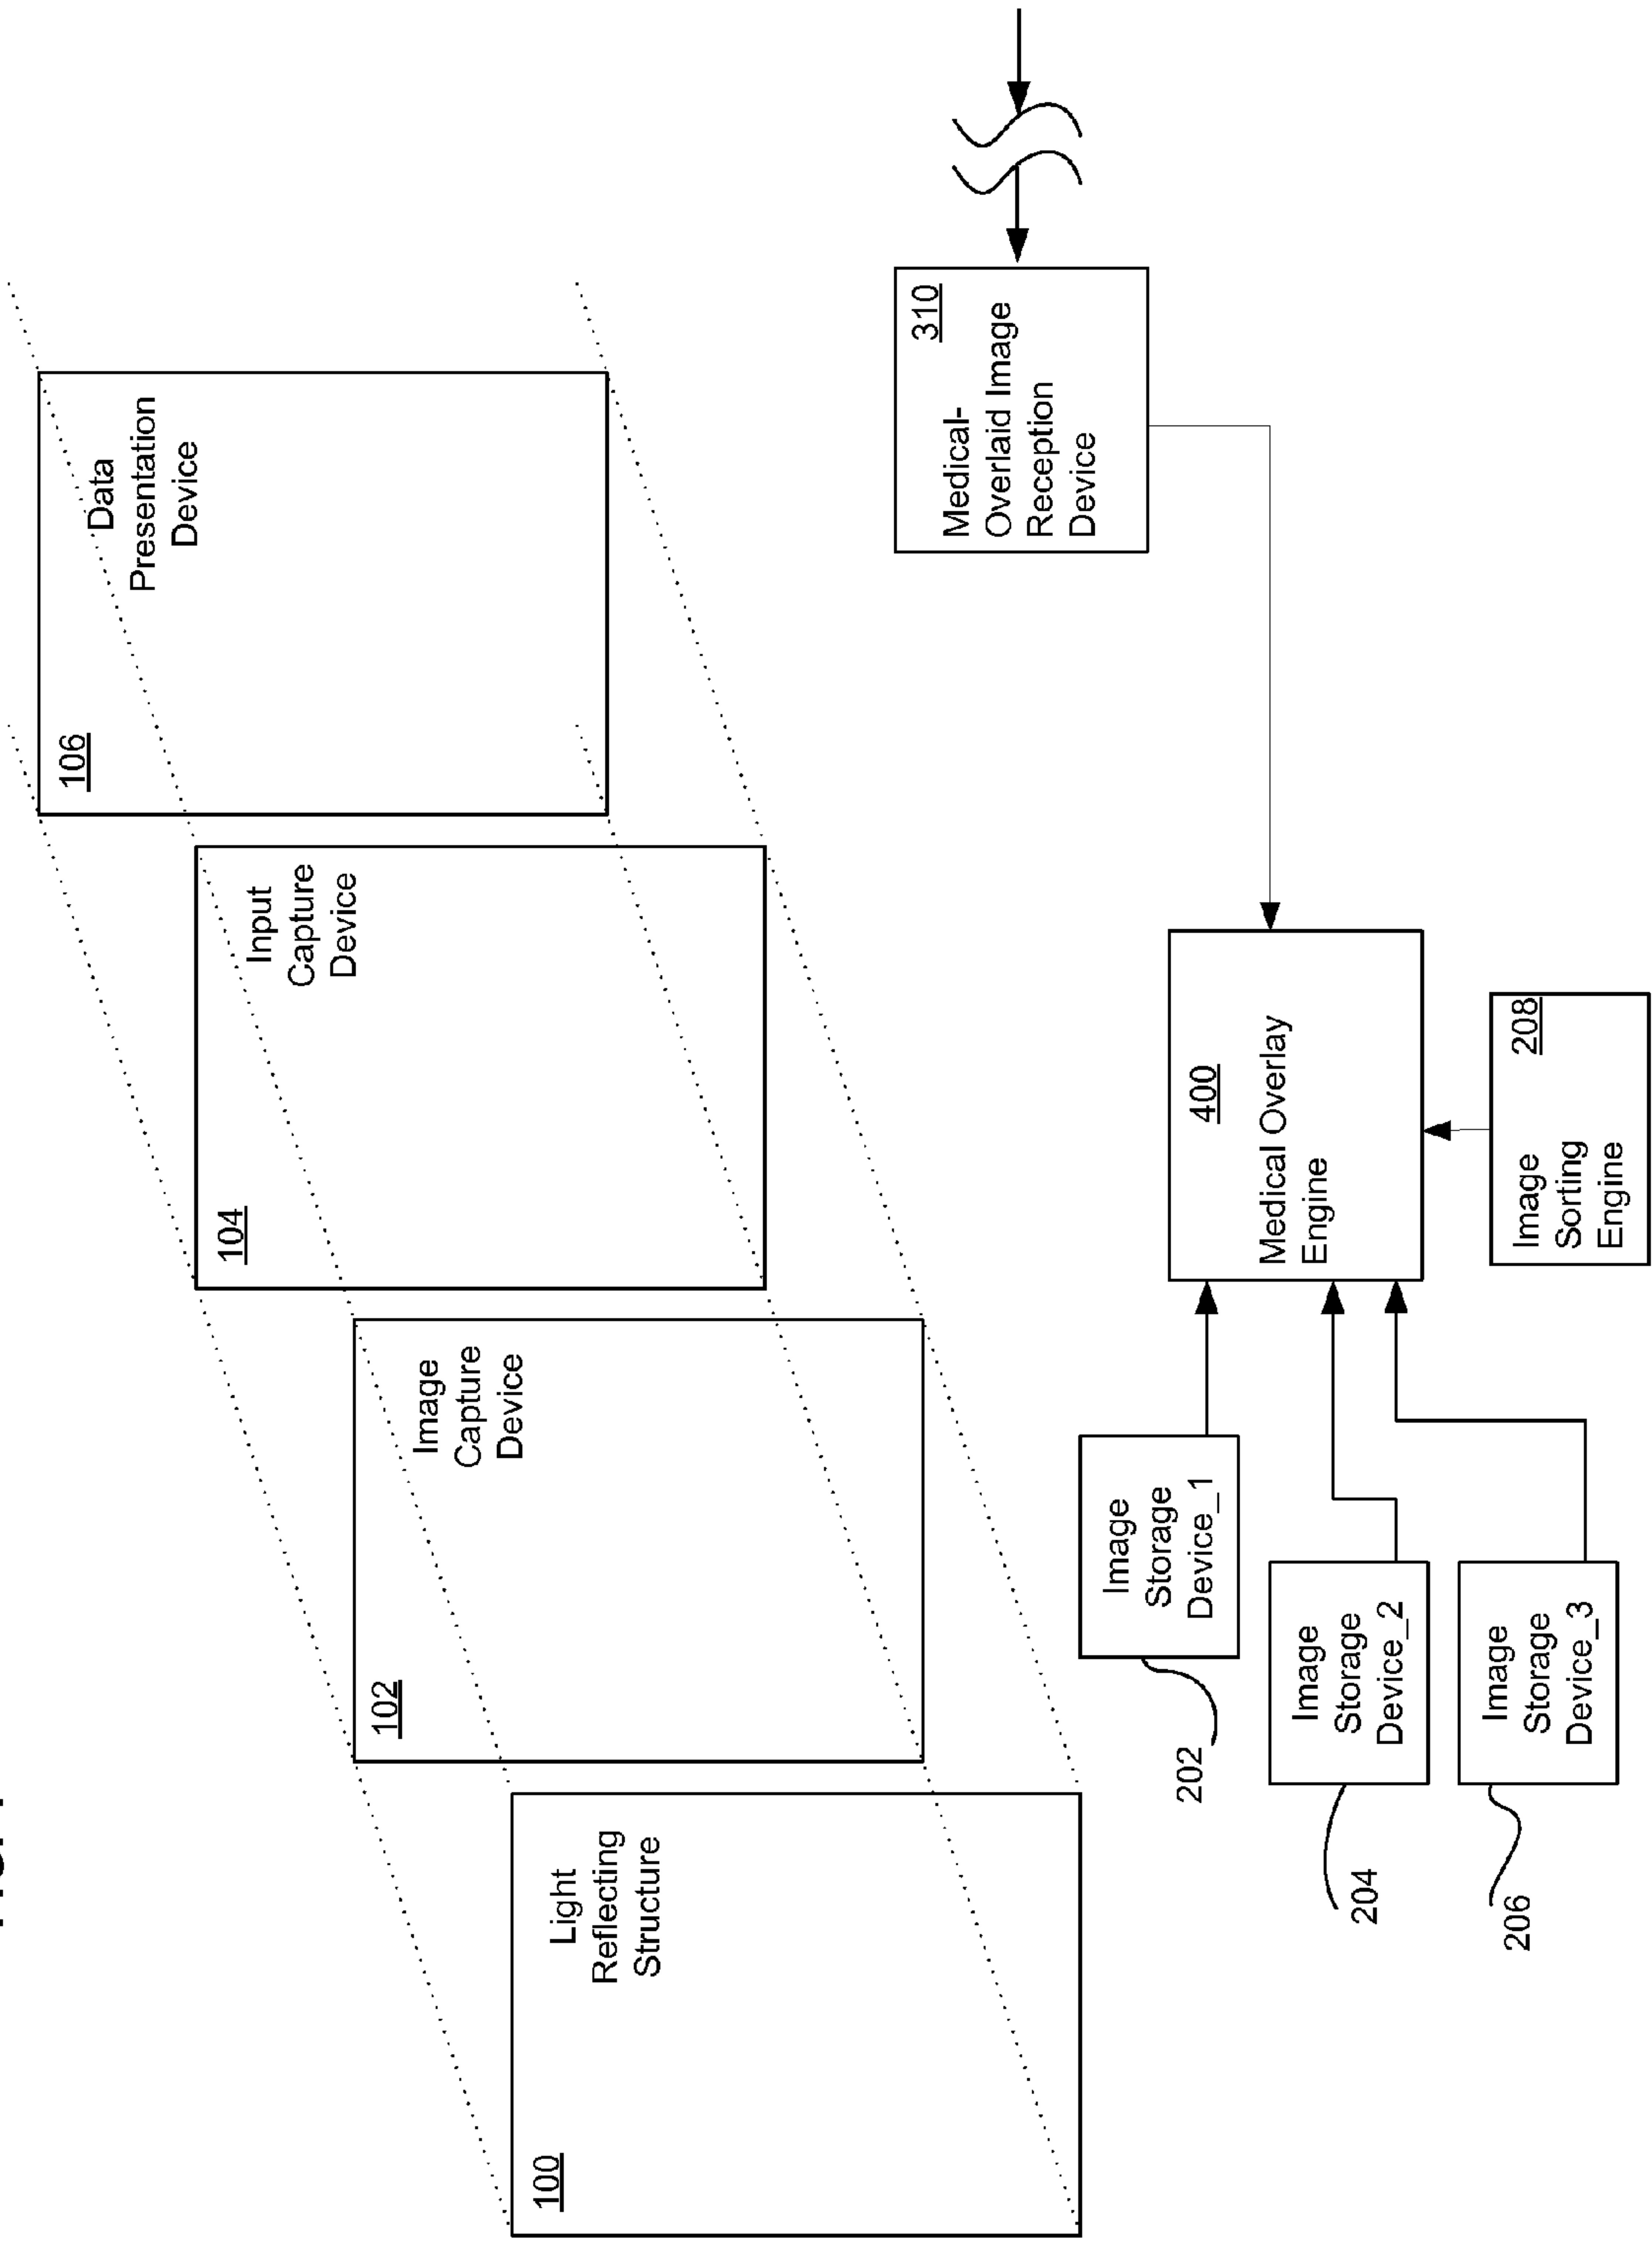 100
Light
Reflecting
Structure
102
Image
Capture
Device
104
Input
Capture
Device
106
Data
Presentation
Device
202
Image
Storage
Device_1
204
Image
Storage
Device_2
206
Image
Storage
Device_3
400
Medical Overlay
Engine
208
Image
Sorting
Engine
310
Medical-
Overlaid Image
Reception
Device